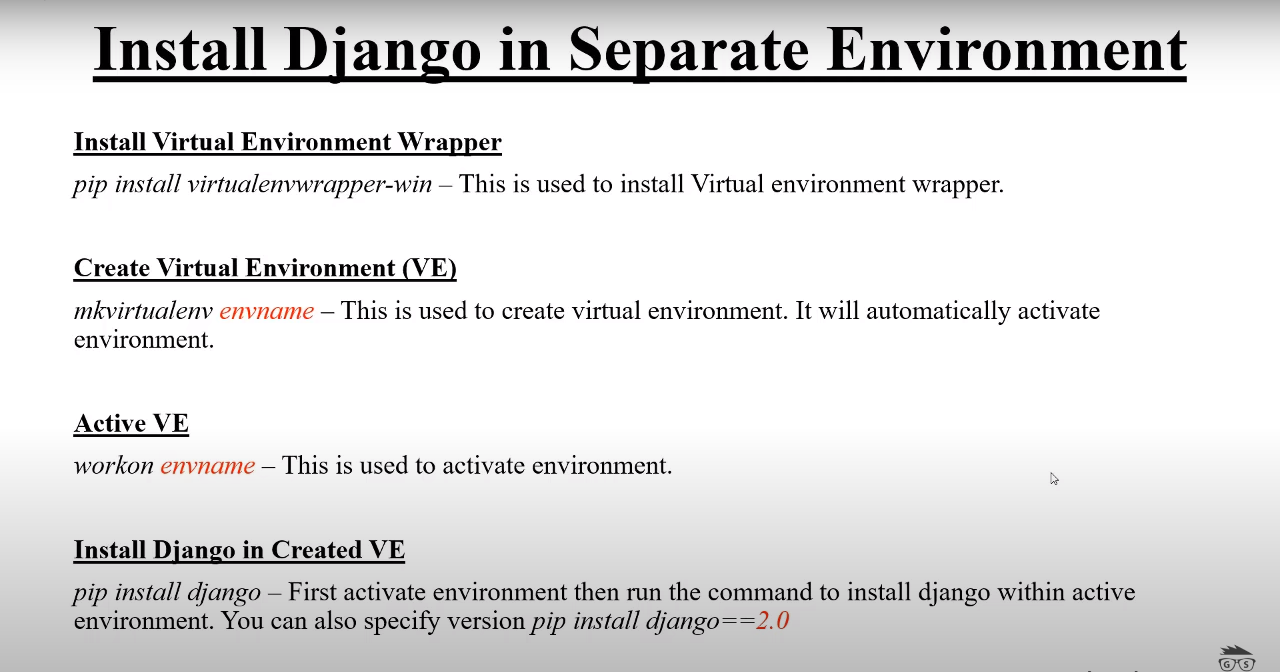 Install Django in Separate Environment
Install Virtual Environment Wrapper
pip install virtualenvwrapper-win – This is used to install Virtual environment wrapper.
Create Virtual Environment (VE)
mkvirtualenv envname – This is used to create virtual environment. It will automatically activate
environment.
Active VE
workon envname – This is used to activate environment.
Install Django in Created VE
pip install django – First activate environment then run the command to install django within active
environment. You can also specify version pip install django==2.0
G S